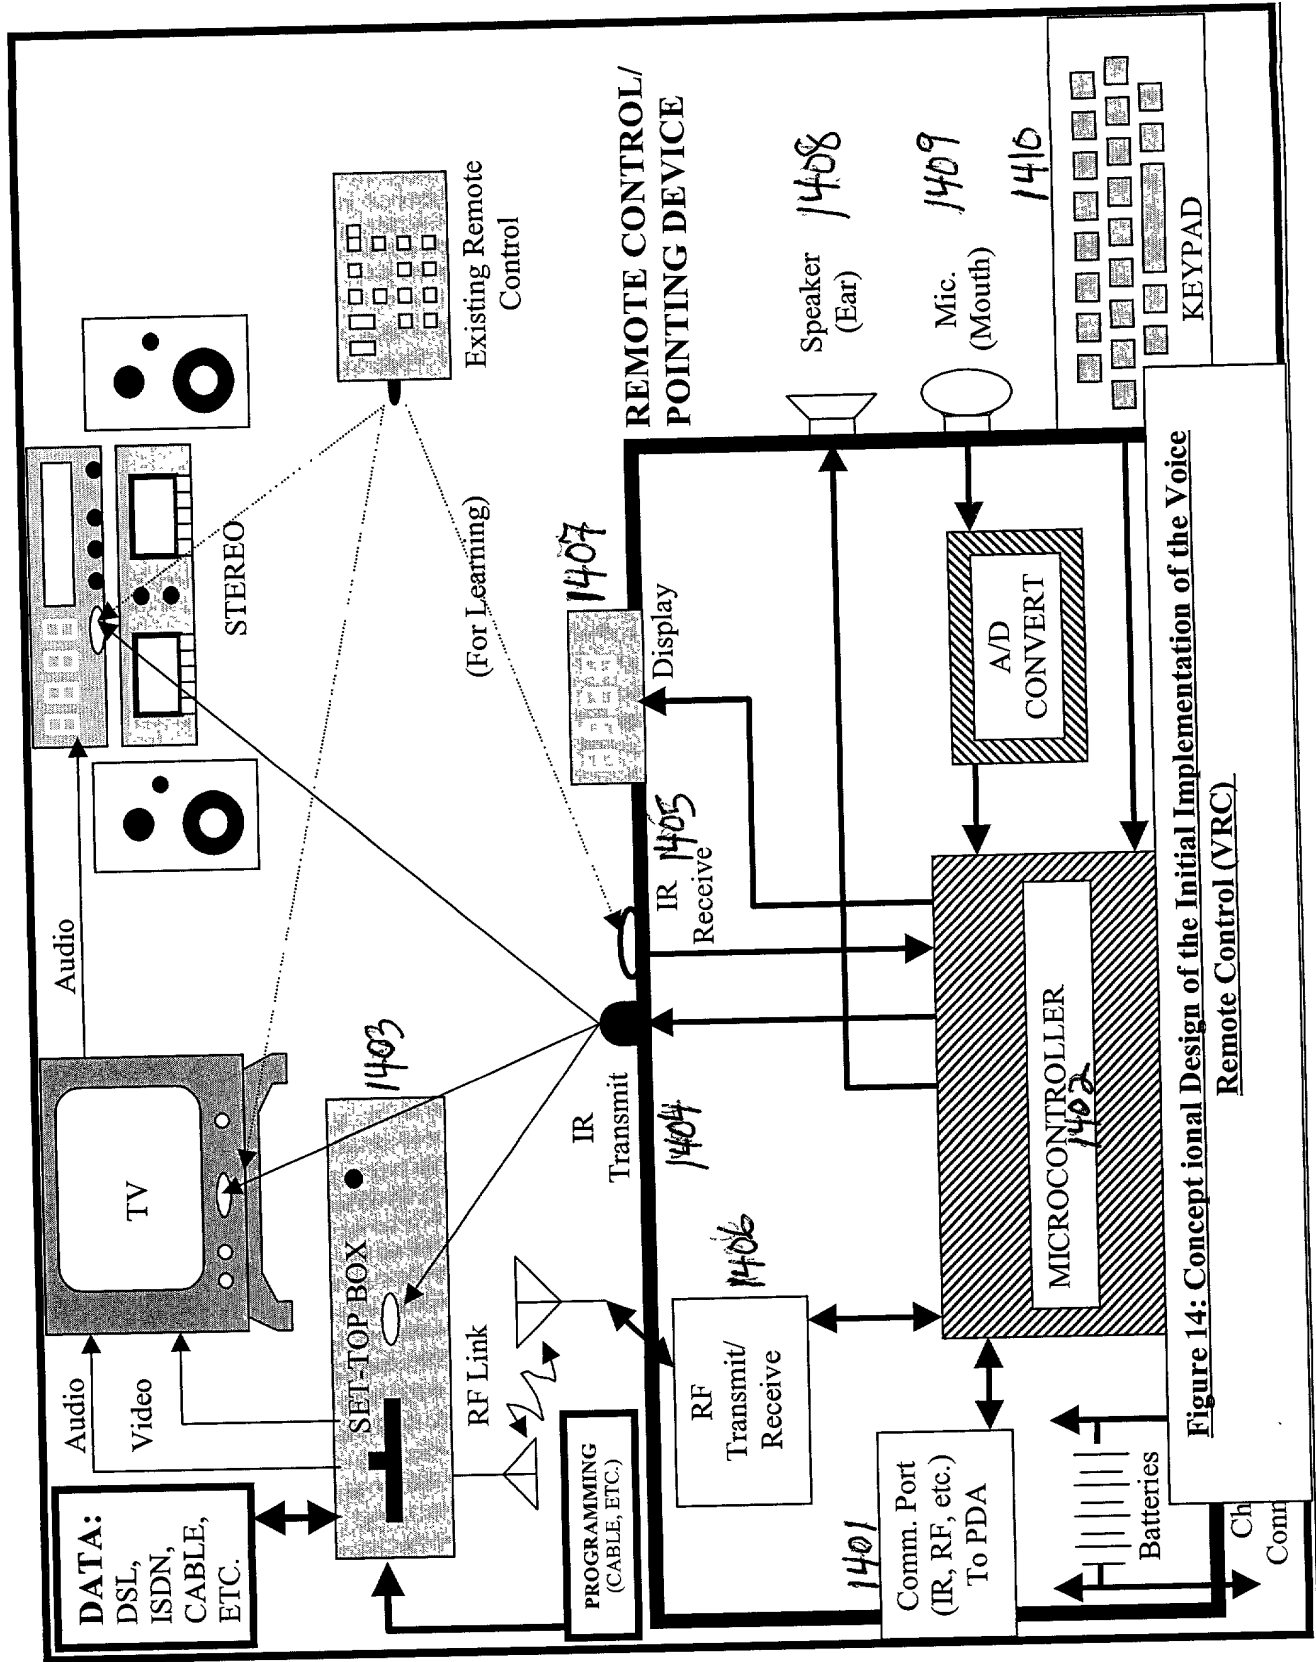 DATA:
DSL,
ISDN,
CABLE,
ETC.
Audio
Video
TV
Audio
STEREO
SET-TOP BOX
1403
RF Link
PROGRAMMING
(CABLE, ETC.)
Existing Remote
Control
(For Learning)
IR
Transmit
1404
IR
Receive
1405
1407
Display
REMOTE CONTROL/
POINTING DEVICE
RF
Transmit/
Receive
1406
Speaker
(Ear)
1408
Mic.
(Mouth)
1409
1410
KEYPAD
1401
Comm. Port
(IR, RF, etc.)
To PDA
MICROCONTROLLER
1402
A/D
CONVERT
Batteries
Figure 14: Concept ional Design of the Initial Implementation of the Voice
Remote Control (VRC)